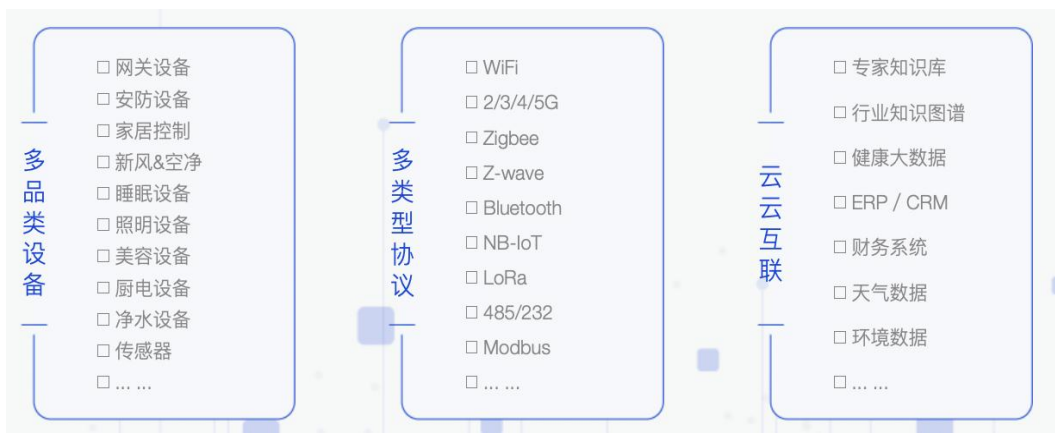 多品类设备
□ 网关设备
□ 安防设备
□ 家居控制
□ 新风&空净
□ 睡眠设备
□ 照明设备
□ 美容设备
□ 厨电设备
□ 净水设备
□ 传感器
□ ... ...
多类型协议
□ WiFi
□ 2/3/4/5G
□ Zigbee
□ Z-wave
□ Bluetooth
□ NB-IoT
□ LoRa
□ 485/232
□ Modbus
□ ... ...
云云互联
□ 专家知识库
□ 行业知识图谱
□ 健康大数据
□ ERP / CRM
□ 财务系统
□ 天气数据
□ 环境数据
□ ... ...